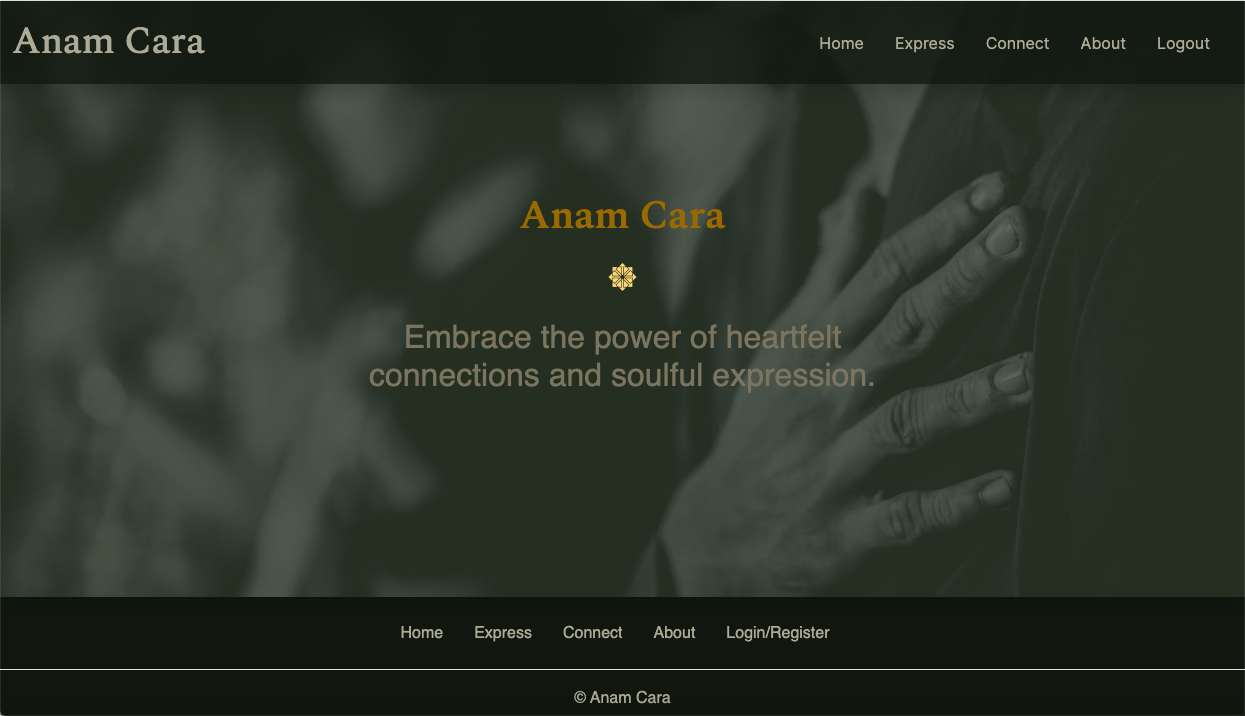 Anam Cara
Home Express Connect About Logout
Anam Cara
Embrace the power of heartfelt
connections and soulful expression.
Home Express Connect About Login/Register
© Anam Cara